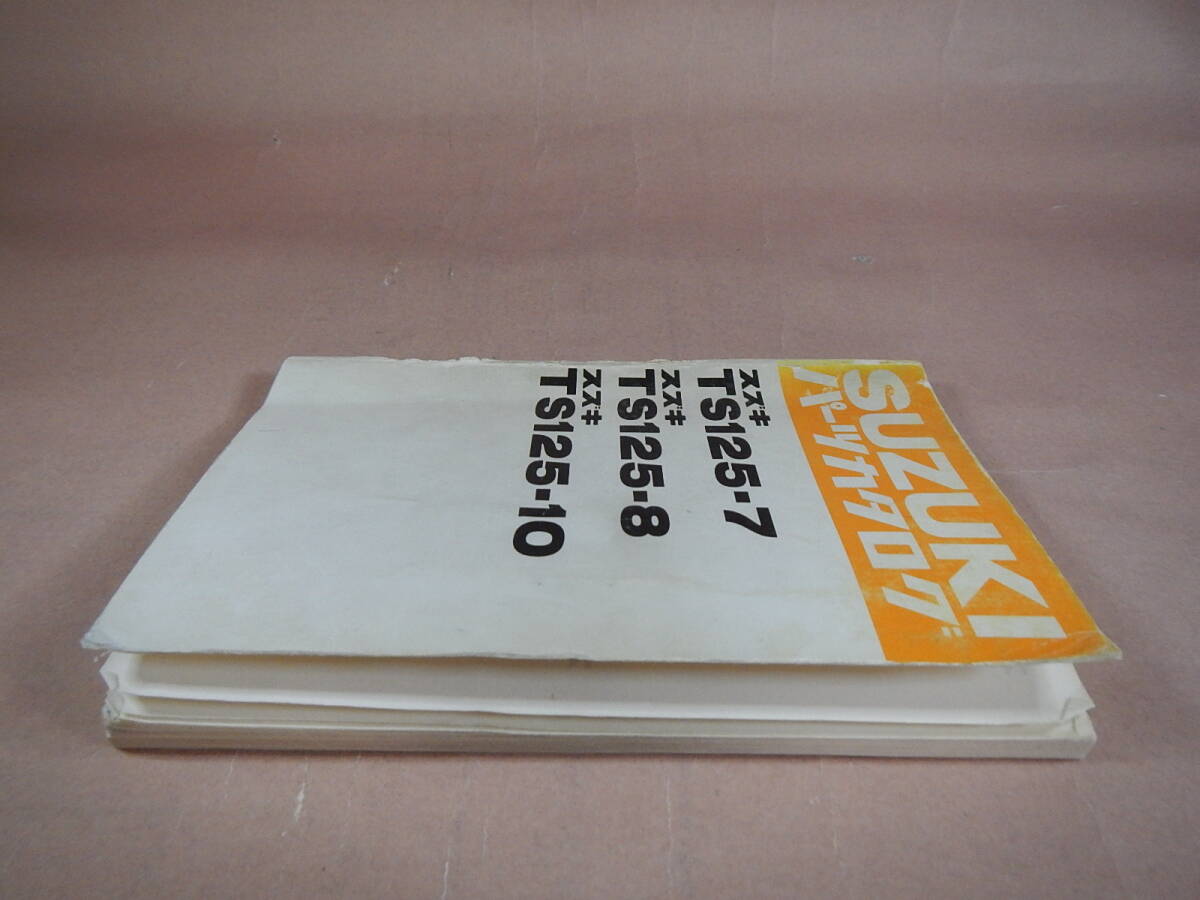 SUZUKI
パーツカタログ
スズキ
TS125-7
スズキ
TS125-8
スズキ
TS125-10